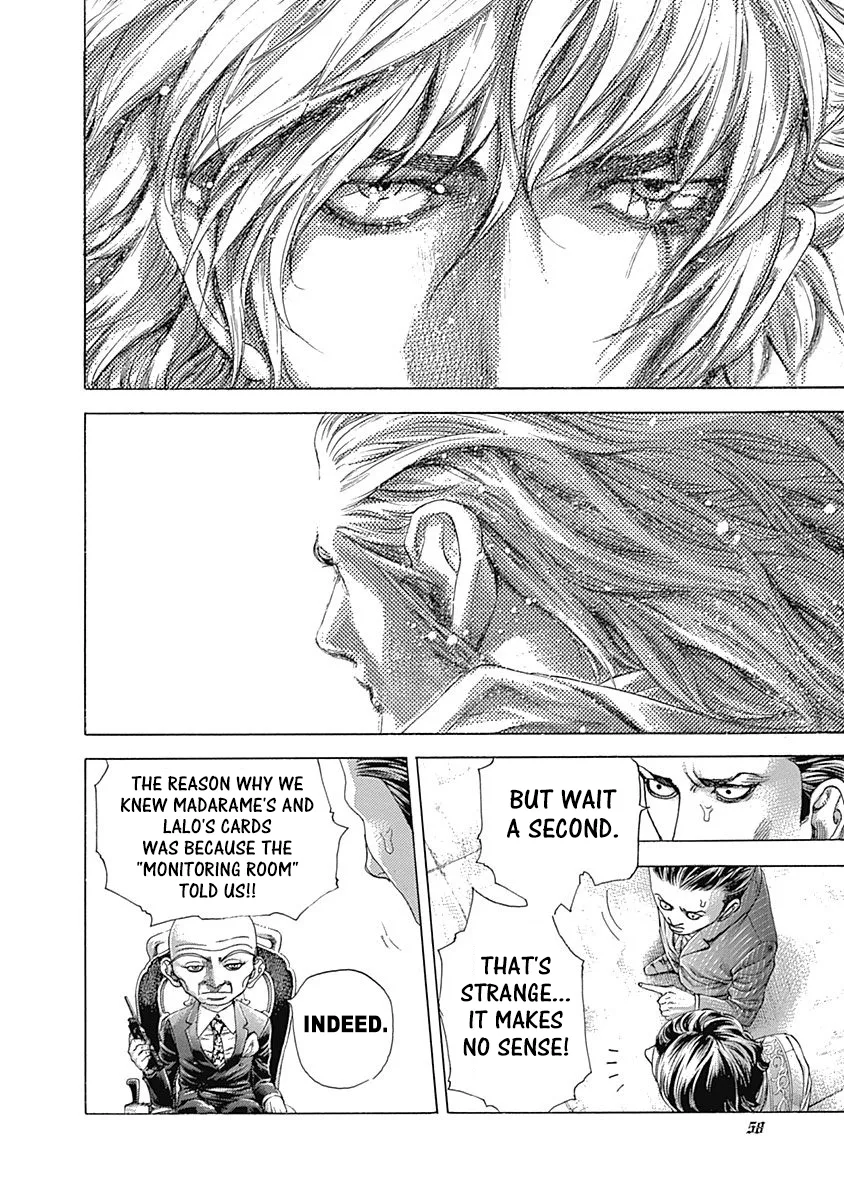 BUT WAIT
A SECOND.
THAT'S
STRANGE...
IT MAKES
NO SENSE!
THE REASON WHY WE
KNEW MADARAME'S AND
LALO'S CARDS
WAS BECAUSE THE
"MONITORING ROOM"
TOLD US!!
INDEED.
58